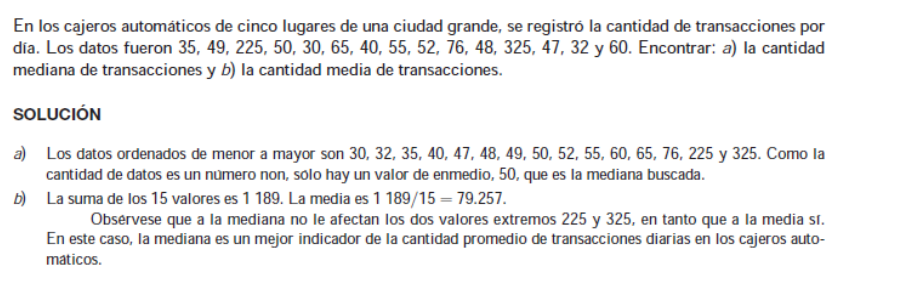 En los cajeros automáticos de cinco lugares de una ciudad grande, se registró la cantidad de transacciones por
día. Los datos fueron 35, 49, 225, 50, 30, 65, 40, 55, 52, 76, 48, 325, 47, 32 y 60. Encontrar: a) la cantidad
mediana de transacciones y b) la cantidad media de transacciones.
SOLUCIÓN
a) Los datos ordenados de menor a mayor son 30, 32, 35, 40, 47, 48, 49, 50, 52, 55, 60, 65, 76, 225 y 325. Como la
cantidad de datos es un número non, sólo hay un valor de enmedio, 50, que es la mediana buscada.
b) La suma de los 15 valores es 1 189. La media es 1 189/15 = 79.257.
Obsérvese que a la mediana no le afectan los dos valores extremos 225 y 325, en tanto que a la media sí.
En este caso, la mediana es un mejor indicador de la cantidad promedio de transacciones diarias en los cajeros auto-
máticos.